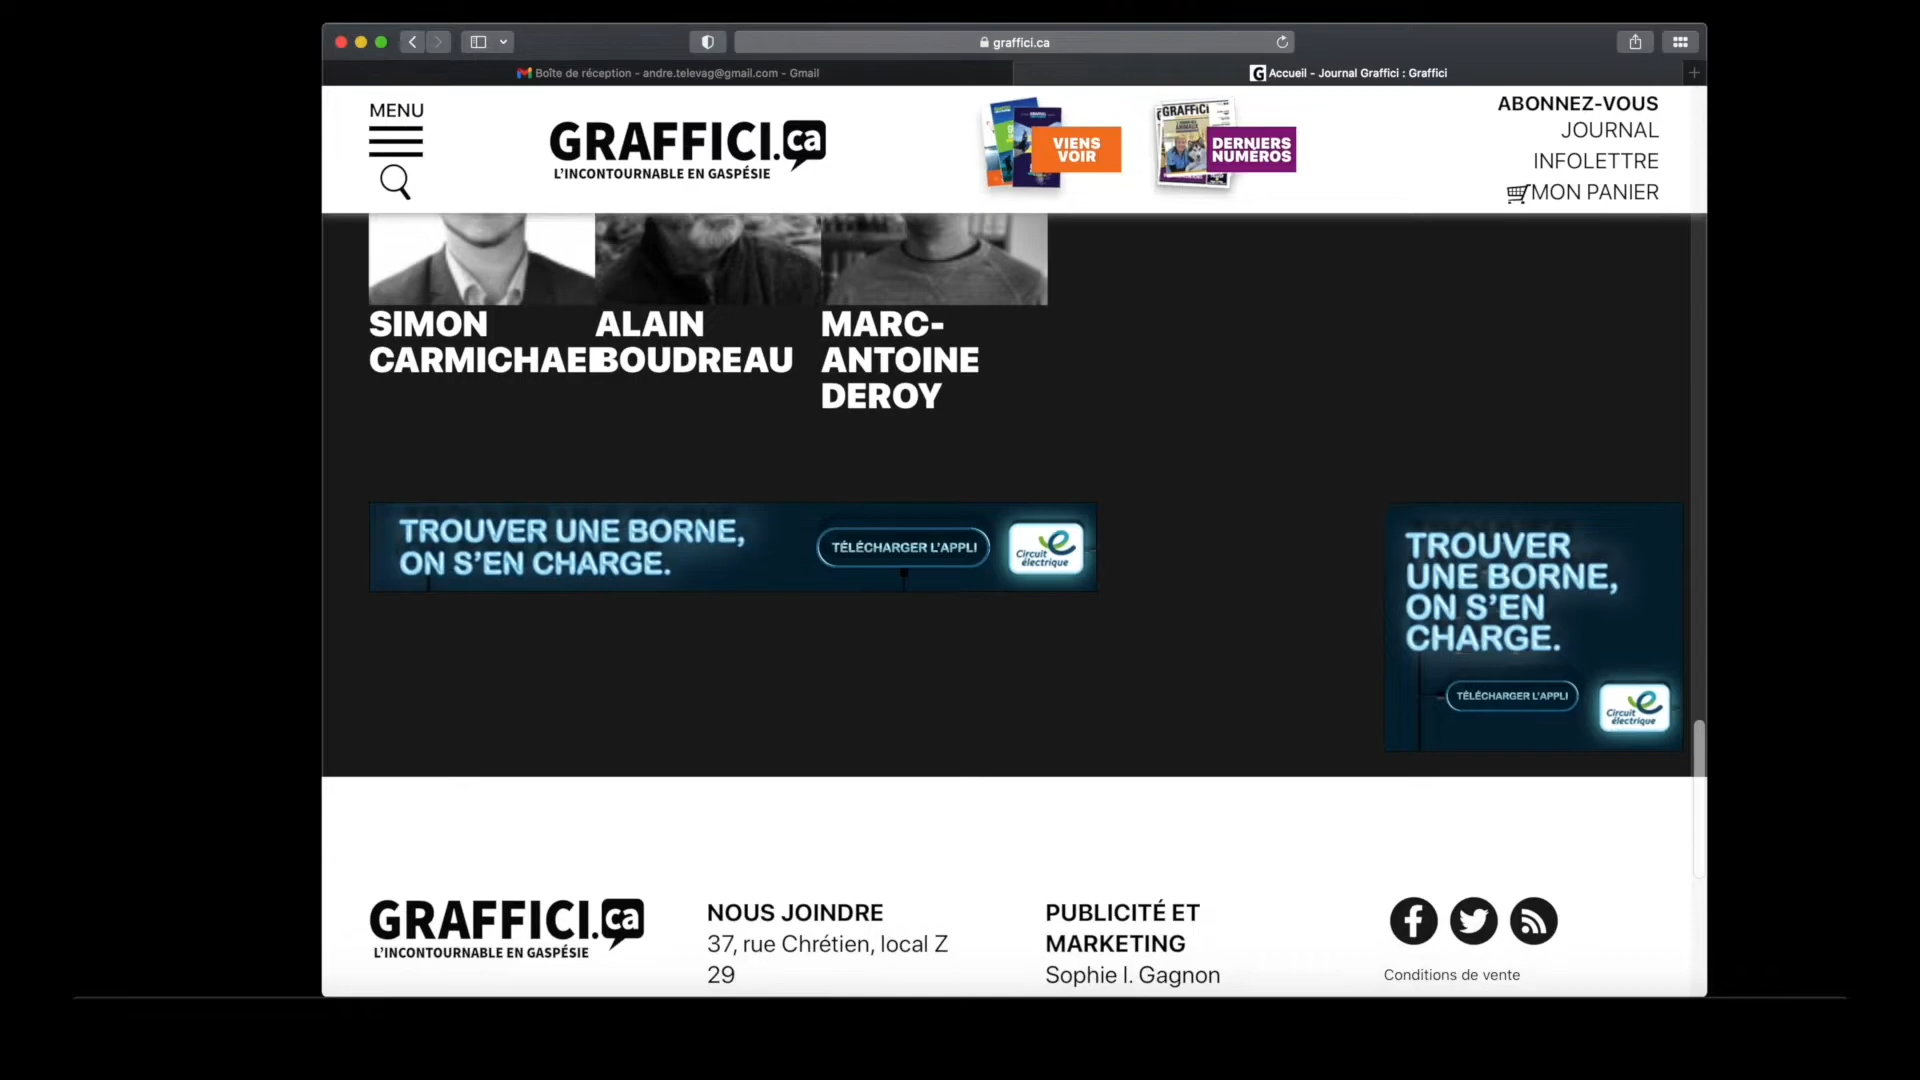 graffici.ca
Boîte de réception - andre.televag@gmail.com - Gmail
G Accueil - Journal Graffici : Graffici
MENU
GRAFFICI.ca
L'INCONTOURNABLE EN GASPÉSIE
VIENS
VOIR
GRAFFICI
DERNIERS
NUMÉROS
ABONNEZ-VOUS
JOURNAL
INFOLETTRE
MON PANIER
SIMON
CARMICHAEL
ALAIN
BOUDREAU
MARC-
ANTOINE
DEROY
TROUVER UNE BORNE,
ON S'EN CHARGE.
TÉLÉCHARGER L'APPLI
Circuit
électrique
TROUVER
UNE BORNE,
ON S'EN
CHARGE.
TÉLÉCHARGER L'APPLI
Circuit
électrique
GRAFFICI.ca
L'INCONTOURNABLE EN GASPÉSIE
NOUS JOINDRE
37, rue Chrétien, local Z
29
PUBLICITÉ ET
MARKETING
Sophie I. Gagnon
Conditions de vente